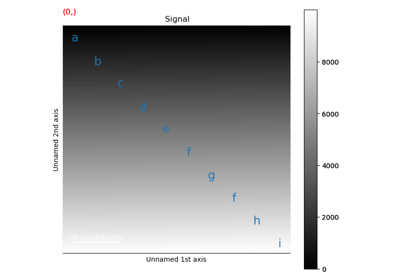 (0,)
Signal
a
b
c
d
e
f
g
f
h
i
Unnamed 2nd axis
Unnamed 1st axis
8000
6000
4000
2000
0